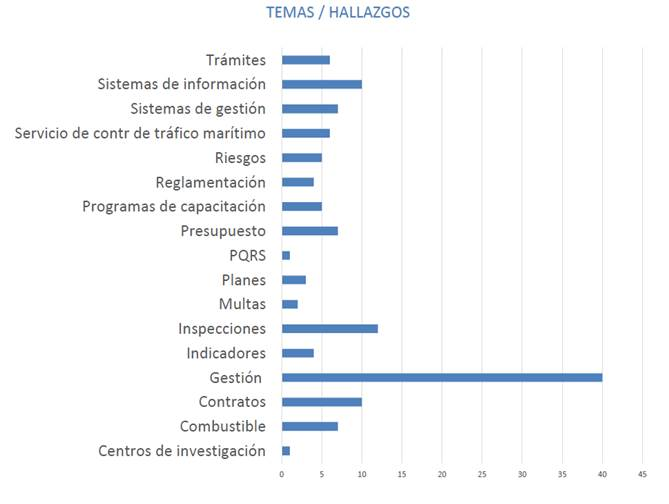 TEMAS / HALLAZGOS
Trámites
Sistemas de información
Sistemas de gestión
Servicio de contr de tráfico marítimo
Riesgos
Reglamentación
Programas de capacitación
Presupuesto
PQRS
Planes
Multas
Inspecciones
Indicadores
Gestión
Contratos
Combustible
Centros de investigación
0 5 10 15 20 25 30 35 40 45